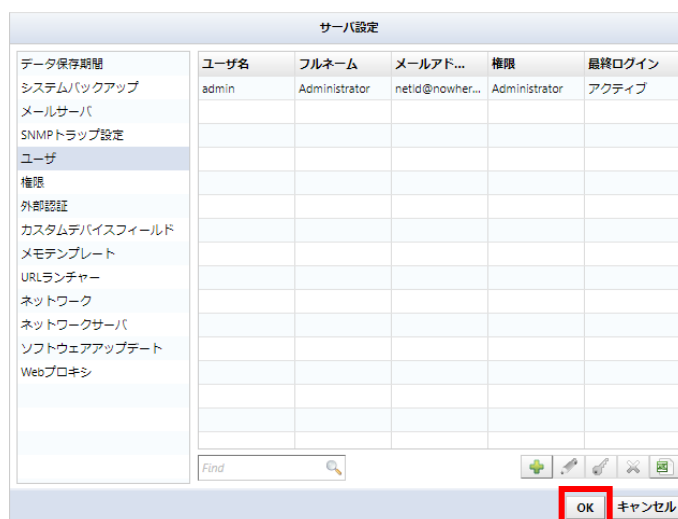 サーバ設定
データ保存期間
システムバックアップ
メールサーバ
SNMPトラップ設定
ユーザ
権限
外部認証
カスタムデバイスフィールド
メモテンプレート
URLランチャー
ネットワーク
ネットワークサーバ
ソフトウェアアップデート
Webプロキシ
ユーザ名 フルネーム メールアド... 権限 最終ログイン
admin Administrator netld@nowher... Administrator アクティブ
Find
OK キャンセル